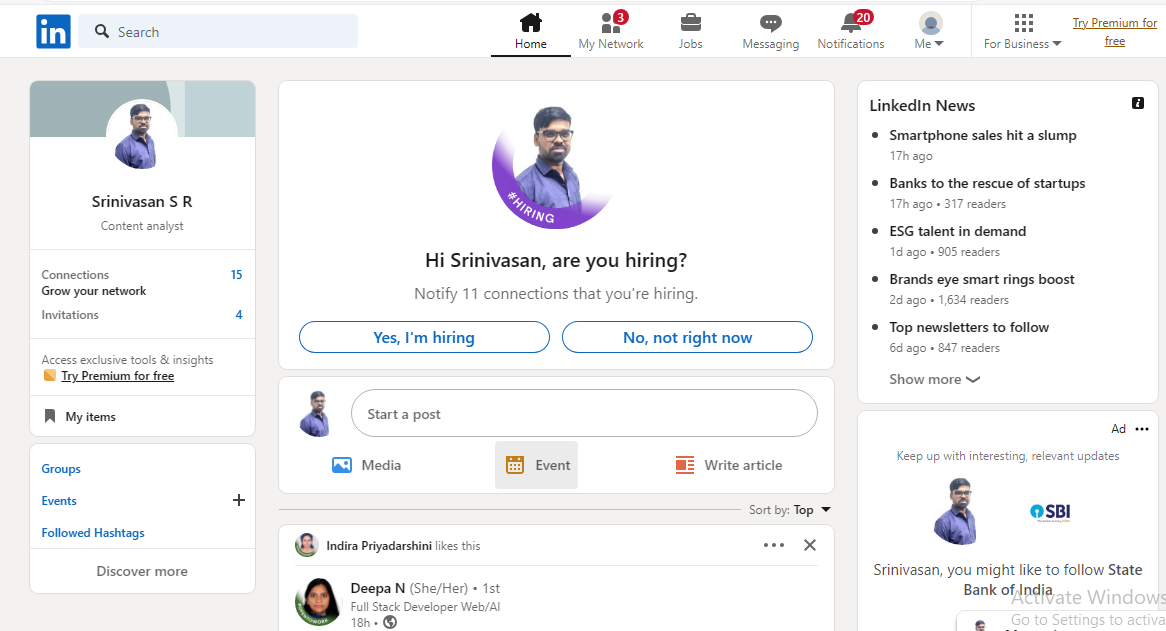 in
Search
Home
3
My Network
Jobs
Messaging
20
Notifications
Me
For Business
Try Premium for
free
Srinivasan S R
Content analyst
Connections 15
Grow your network
Invitations 4
Access exclusive tools & insights
Try Premium for free
My items
Groups
Events
Followed Hashtags
Discover more
#HIRING
Hi Srinivasan, are you hiring?
Notify 11 connections that you're hiring.
Yes, I'm hiring
No, not right now
Start a post
Media
Event
Write article
Sort by: Top
Indira Priyadarshini likes this
Deepa N (She/Her) • 1st
Full Stack Developer Web/AI
18h •
LinkedIn News
Smartphone sales hit a slump
17h ago
Banks to the rescue of startups
17h ago • 317 readers
ESG talent in demand
1d ago • 905 readers
Brands eye smart rings boost
2d ago • 1,634 readers
Top newsletters to follow
6d ago • 847 readers
Show more
Ad
Keep up with interesting, relevant updates
SBI
Srinivasan, you might like to follow State
Bank of India
Activate Windows
Go to Settings to activa